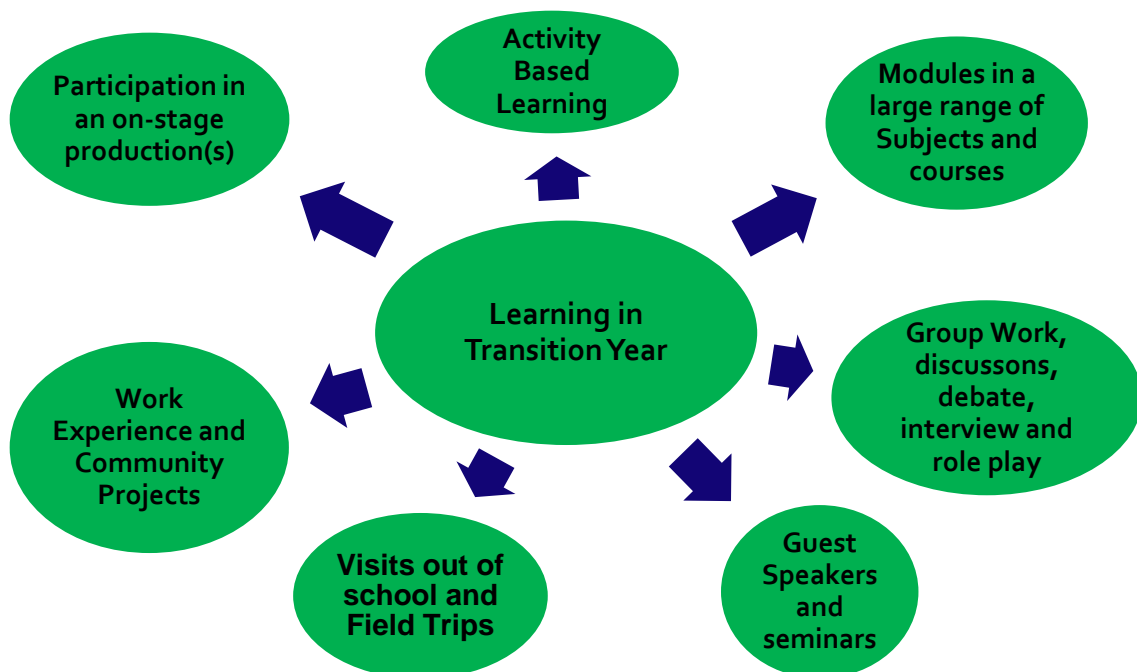 Activity
Based
Learning
Participation in
an on-stage
production(s)
Modules in a
large range of
Subjects and
courses
Learning in
Transition Year
Group Work,
discussons,
debate,
interview and
role play
Work
Experience and
Community
Projects
Visits out of
school and
Field Trips
Guest
Speakers
and
seminars